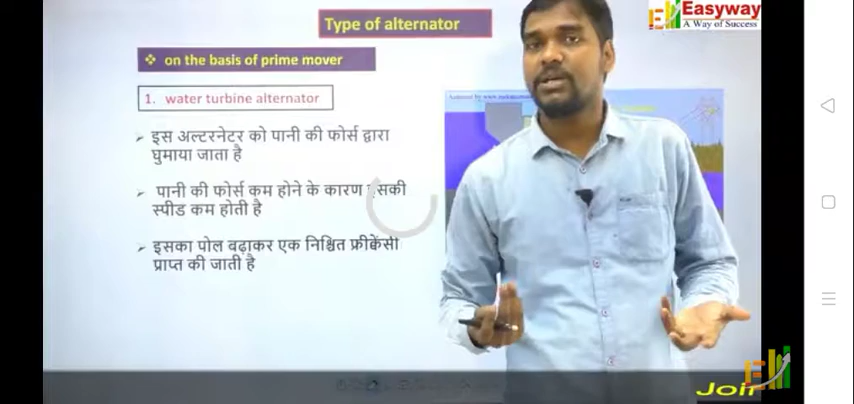 Type of alternator
Easyway
A Way of Success
❖ on the basis of prime mover
1. water turbine alternator
➢ इस अल्टरनेटर को पानी की फोर्स द्वारा
घुमाया जाता है
➢ पानी की फोर्स कम होने के कारण इसकी
स्पीड कम होती है
➢ इसका पोल बढ़ाकर एक निश्चित फ्रीक्वेंसी
प्राप्त की जाती है
Join